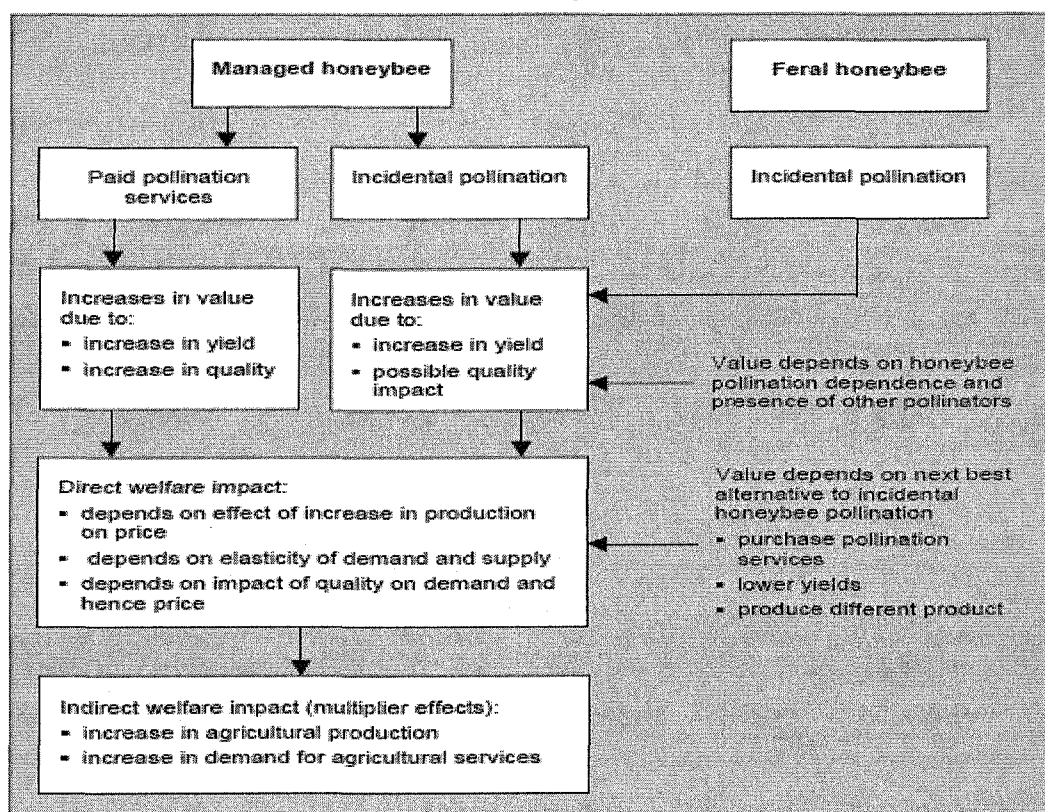 Managed honeybee
Feral honeybee
Paid pollination
services
Incidental pollination
Incidental pollination
Increases in value
due to:
▪ increase in yield
▪ increase in quality
Increases in value
due to:
▪ increase in yield
▪ possible quality
impact
Value depends on honeybee
pollination dependence and
presence of other pollinators
Direct welfare impact:
▪ depends on effect of increase in production
on price
▪ depends on elasticity of demand and supply
▪ depends on impact of quality on demand and
hence price
Value depends on next best
alternative to incidental
honeybee pollination
▪ purchase pollination
services
▪ lower yields
▪ produce different product
Indirect welfare impact (multiplier effects):
▪ increase in agricultural production
▪ increase in demand for agricultural services